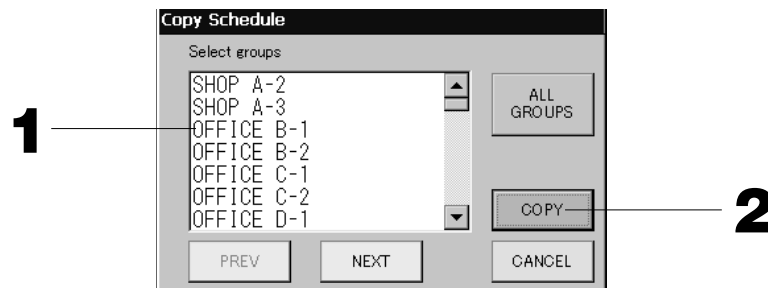 Copy Schedule
Select groups
SHOP A-2
SHOP A-3
OFFICE B-1
OFFICE B-2
OFFICE C-1
OFFICE C-2
OFFICE D-1
ALL
GROUPS
COPY
PREV
NEXT
CANCEL
1
2